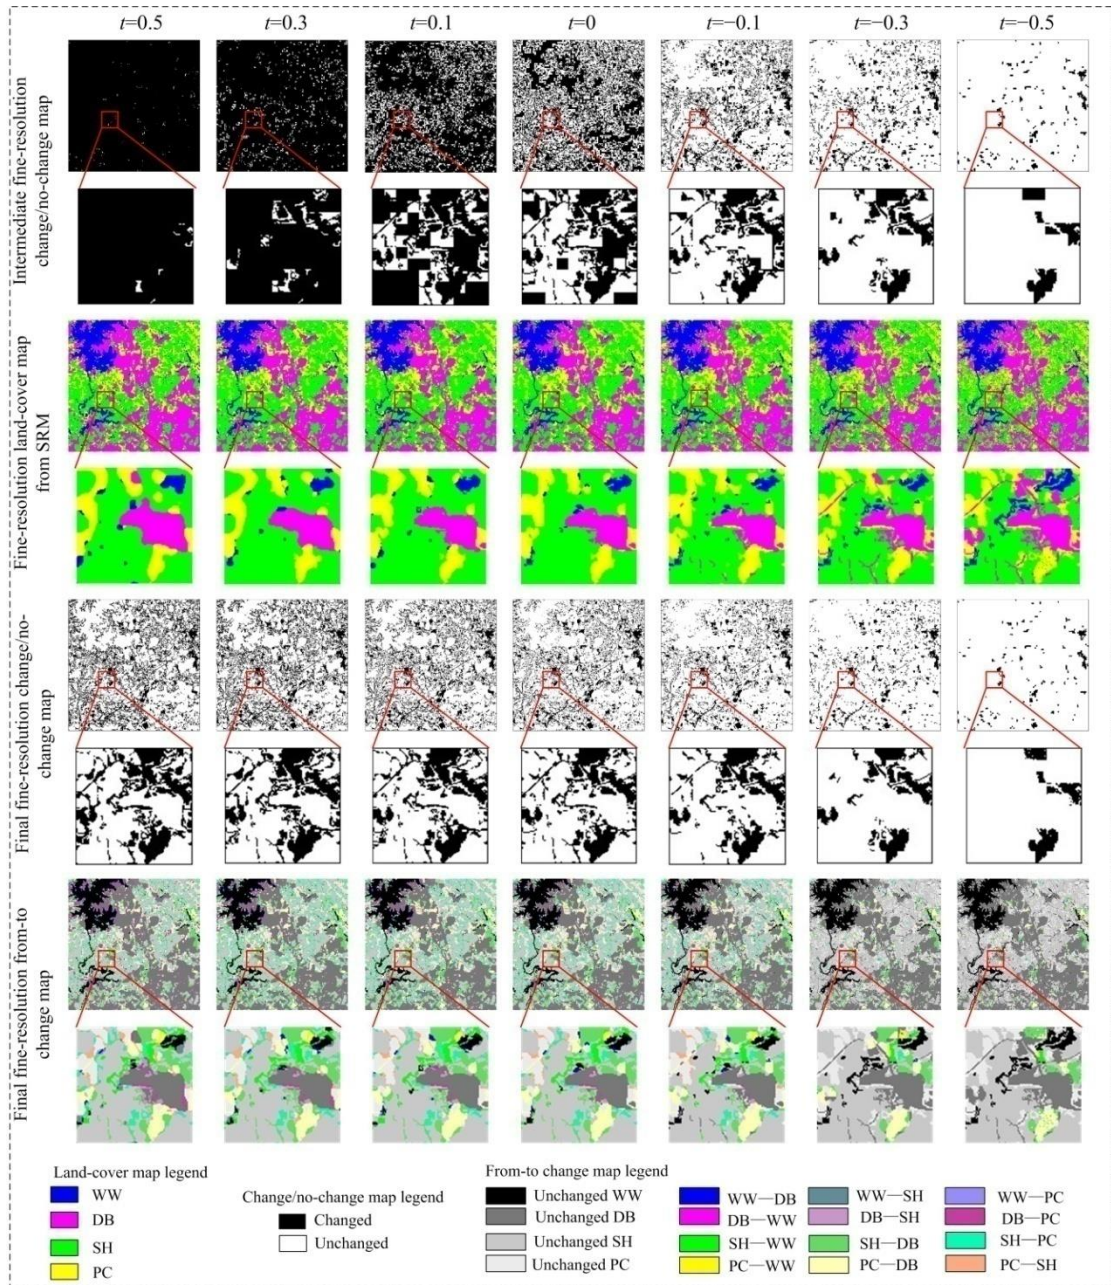 t=0.5 t=0.3 t=0.1 t=0 t=−0.1 t=−0.3 t=−0.5
Intermediate fine-resolution
change/no-change map
Fine-resolution land-cover map
from SRM
Final fine-resolution change/no-
change map
Final fine-resolution from-to
change map
Land-cover map legend
WW
DB
SH
PC
Change/no-change map legend
Changed
Unchanged
From-to change map legend
Unchanged WW WW—DB WW—SH WW—PC
Unchanged DB DB—WW DB—SH DB—PC
Unchanged SH SH—WW SH—DB SH—PC
Unchanged PC PC—WW PC—DB PC—SH